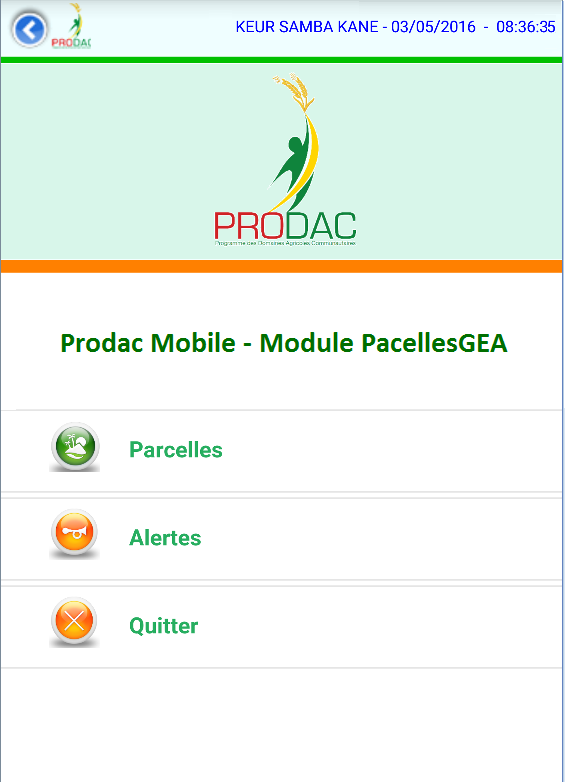 PRODAC
KEUR SAMBA KANE - 03/05/2016 - 08:36:35
PRODAC
Programme des Domaines Agricoles Communautaires
Prodac Mobile - Module PacellesGEA
Parcelles
Alertes
Quitter